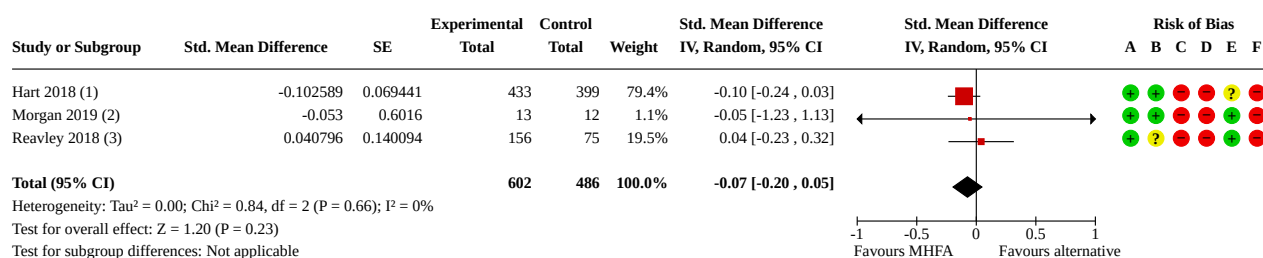 Experimental Control Std. Mean Difference Std. Mean Difference Risk of Bias
Study or Subgroup Std. Mean Difference SE Total Total Weight IV, Random, 95% CI IV, Random, 95% CI A B C D E F
Hart 2018 (1) -0.102589 0.069441 433 399 79.4% -0.10 [-0.24 , 0.03] + + − − ? −
Morgan 2019 (2) -0.053 0.6016 13 12 1.1% -0.05 [-1.23 , 1.13] + + − − + −
Reavley 2018 (3) 0.040796 0.140094 156 75 19.5% 0.04 [-0.23 , 0.32] + ? − − + −
Total (95% CI) 602 486 100.0% -0.07 [-0.20 , 0.05]
Heterogeneity: Tau² = 0.00; Chi² = 0.84, df = 2 (P = 0.66); I² = 0%
Test for overall effect: Z = 1.20 (P = 0.23) -1 -0.5 0 0.5 1
Test for subgroup differences: Not applicable Favours MHFA Favours alternative